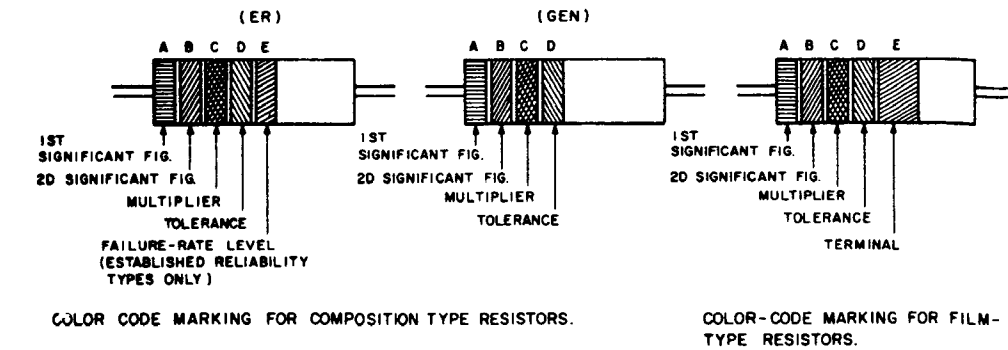 (ER)
A B C D E
1ST
SIGNIFICANT FIG.
2D SIGNIFICANT FIG.
MULTIPLIER
TOLERANCE
FAILURE-RATE LEVEL
(ESTABLISHED RELIABILITY
TYPES ONLY)
(GEN)
A B C D
1ST
SIGNIFICANT FIG.
2D SIGNIFICANT FIG.
MULTIPLIER
TOLERANCE
COLOR CODE MARKING FOR COMPOSITION TYPE RESISTORS.
A B C D E
1ST
SIGNIFICANT FIG.
2D SIGNIFICANT FIG.
MULTIPLIER
TOLERANCE
TERMINAL
COLOR-CODE MARKING FOR FILM-
TYPE RESISTORS.